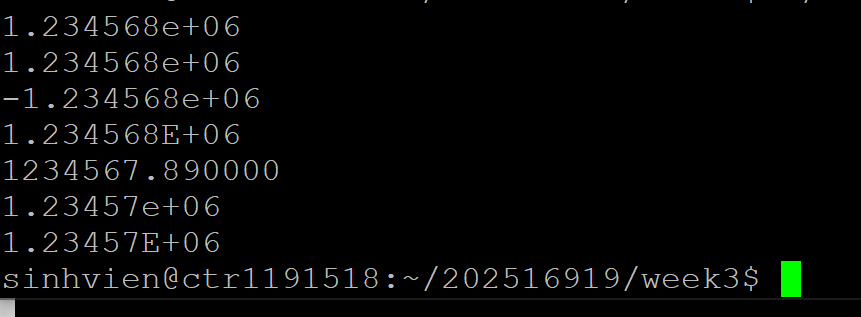 1.234568e+06
1.234568e+06
-1.234568e+06
1.234568E+06
1234567.890000
1.23457e+06
1.23457E+06
sinhvien@ctr1191518:~/202516919/week3$